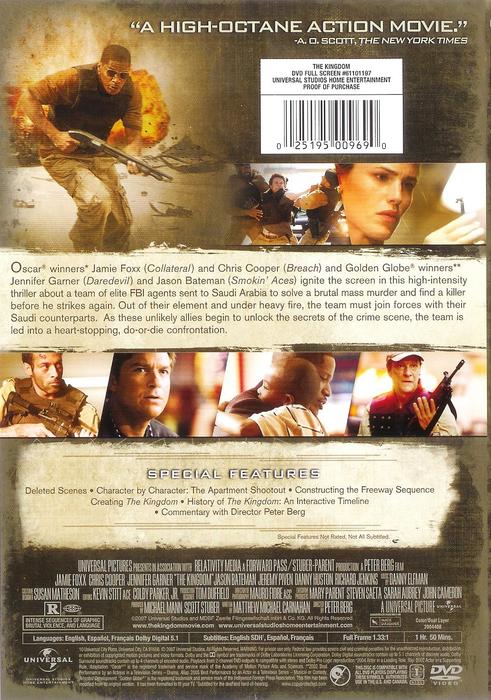 “A HIGH-OCTANE ACTION MOVIE.”
-A. O. SCOTT, THE NEW YORK TIMES
THE KINGDOM
DVD FULL SCREEN #61101197
UNIVERSAL STUDIOS HOME ENTERTAINMENT
PROOF OF PURCHASE
0 25195 00969 0
Oscar® winners* Jamie Foxx (Collateral) and Chris Cooper (Breach) and Golden Globe® winners**
Jennifer Garner (Daredevil) and Jason Bateman (Smokin' Aces) ignite the screen in this high-intensity
thriller about a team of elite FBI agents sent to Saudi Arabia to solve a brutal mass murder and find a killer
before he strikes again. Out of their element and under heavy fire, the team must join forces with their
Saudi counterparts. As these unlikely allies begin to unlock the secrets of the crime scene, the team is
led into a heart-stopping, do-or-die confrontation.
SPECIAL FEATURES
Deleted Scenes • Character by Character: The Apartment Shootout • Constructing the Freeway Sequence
Creating The Kingdom • History of The Kingdom: An Interactive Timeline
• Commentary with Director Peter Berg
Special Features Not Rated, Not All Subtitled.
UNIVERSAL PICTURES PRESENTS IN ASSOCIATION WITH RELATIVITY MEDIA A FORWARD PASS/STUBER-PARENT PRODUCTION A PETER BERG FILM
JAMIE FOXX CHRIS COOPER JENNIFER GARNER "THE KINGDOM" JASON BATEMAN JEREMY PIVEN DANNY HUSTON RICHARD JENKINS MUSIC BY DANNY ELFMAN
SUSAN MATHESON KEVIN STITT ACE COLBY PARKER, JR. TOM DUFFIELD MAURO FIORE ASC MARY PARENT STEVEN SAETA SARAH AUBREY JOHN CAMERON
MICHAEL MANN SCOTT STUBER MATTHEW MICHAEL CARNAHAN PETER BERG A UNIVERSAL PICTURE
R
INTENSE SEQUENCES OF GRAPHIC
BRUTAL VIOLENCE, AND LANGUAGE
www.thekingdommovie.com www.universalstudioshomeentertainment.com
Color/Dual Layer
Languages: English, Español, Français Dolby Digital 5.1 Subtitles: English SDH, Español, Français Full Frame 1.33:1 1 Hr. 50 Mins.
UNIVERSAL
DVD
VIDEO